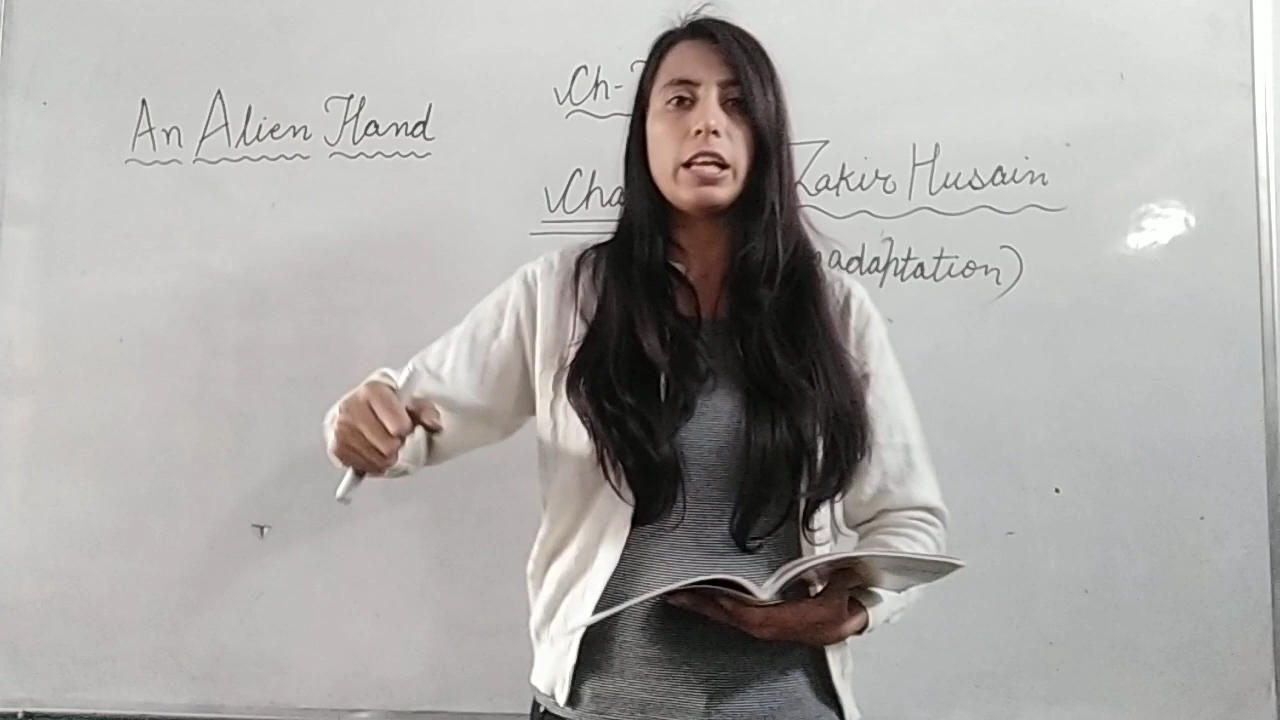 An Alien Hand
Ch-
Cha
Zakir Husain
adaptation)